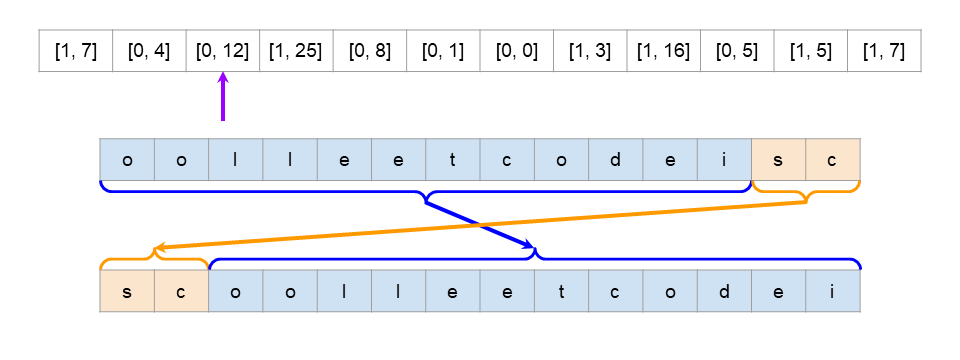 [1, 7] [0, 4] [0, 12] [1, 25] [0, 8] [0, 1] [0, 0] [1, 3] [1, 16] [0, 5] [1, 5] [1, 7]
o o l l e e t c o d e i s c
s c o o l l e e t c o d e i